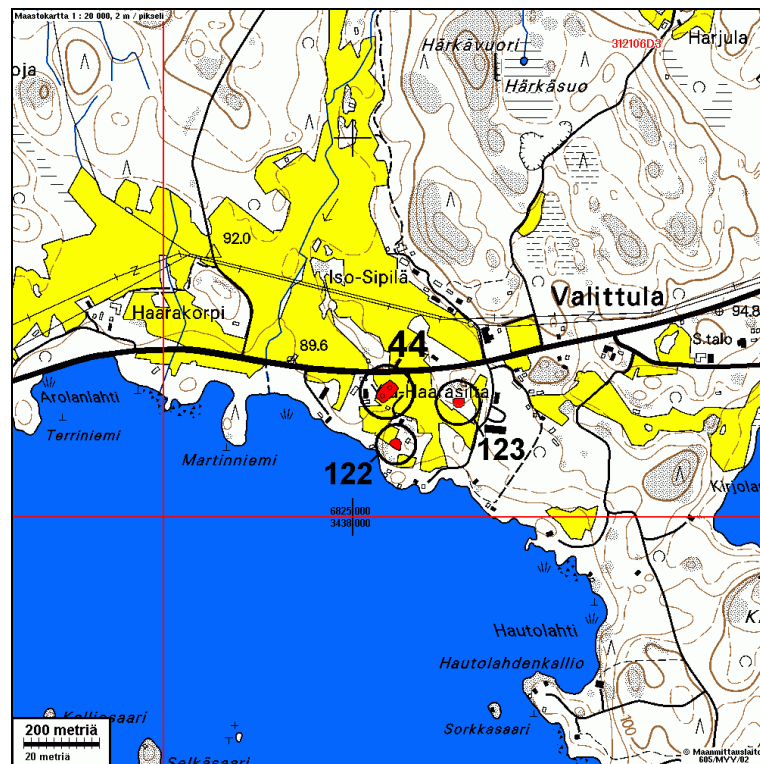 Maastokartta 1 : 20 000, 2 m / pikseli
Härkävuori
312108D3
Harjula
oja
Härkäsuo
92.0
Iso-Sipilä
Valittula
Haarakorpi
94.8
S.talo
89.6
44
Arolanlahti
Haarasilta
Terriniemi
Martinniemi
122
123
Kirjola
6825 000
3438 000
Hautolahti
Hautolahdenkallio
Sorkkasaari
100
Kalliosaari
Selkäsaari
200 metriä
20 metriä
© Maanmittauslaito
605/MYY/02